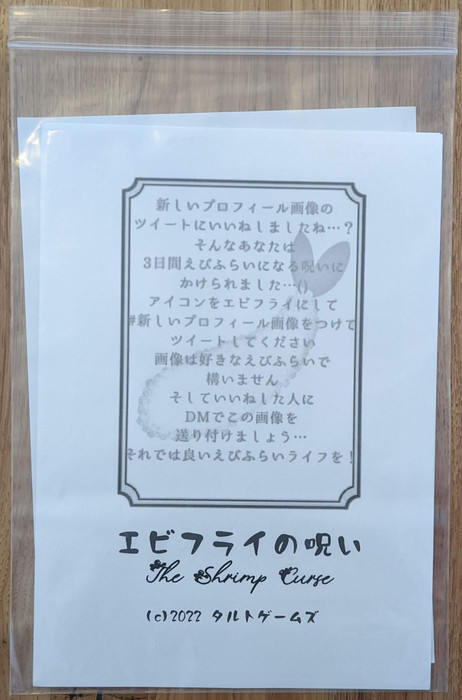 新しいプロフィール画像の
ツイートにいいねしましたね…？
そんなあなたは
3日間えびふらいになる呪いに
かけられました…()
アイコンをエビフライにして
#新しいプロフィール画像をつけて
ツイートしてください
画像は好きなえびふらいで
構いません
そしていいねした人に
DMでこの画像を
送り付けましょう…
それでは良いえびふらいライフを！
エビフライの呪い
The Shrimp Curse
(c)2022 タルトゲームズ